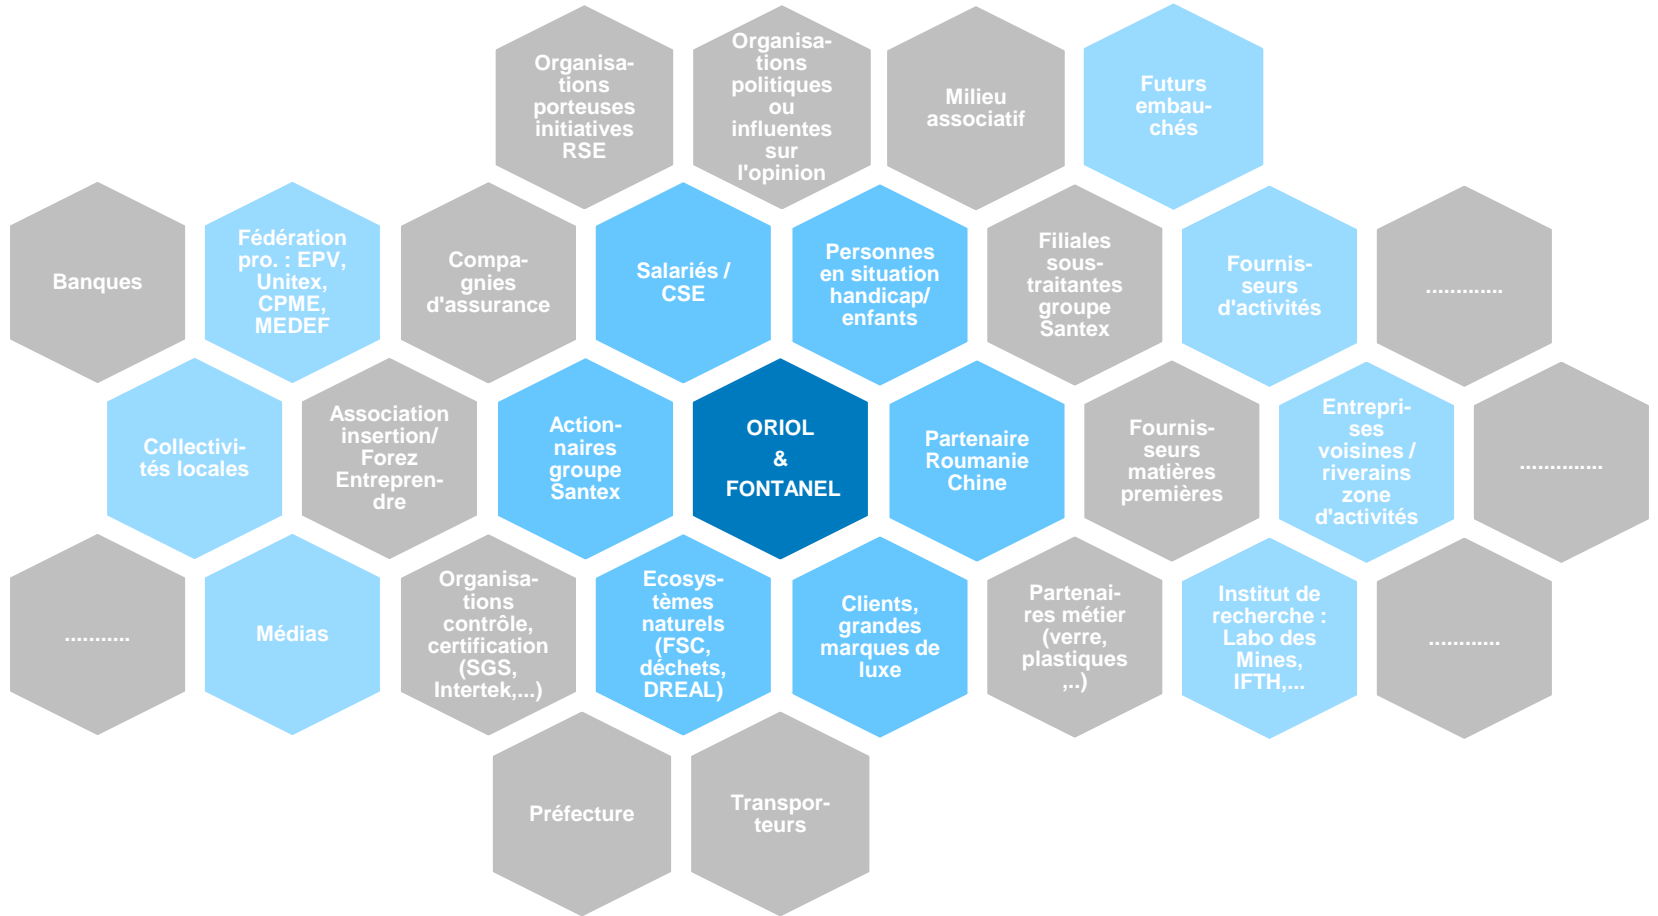 Organisa-
tions
porteuses
initiatives
RSE
Organisa-
tions
politiques
ou
influentes
sur
l'opinion
Milieu
associatif
Futurs
embau-
chés
Banques
Fédération
pro. : EPV,
Unitex,
CPME,
MEDEF
Compa-
gnies
d'assurance
Salariés /
CSE
Personnes
en situation
handicap/
enfants
Filiales
sous-
traitantes
groupe
Santex
Fournis-
seurs
d'activités
.............
Collectivi-
tés locales
Association
insertion/
Forez
Entrepren-
dre
Action-
naires
groupe
Santex
ORIOL
&
FONTANEL
Partenaire
Roumanie
Chine
Fournis-
seurs
matières
premières
Entrepri-
ses
voisines /
riverains
zone
d'activités
..............
...........
Médias
Organisa-
tions
contrôle,
certification
(SGS,
Intertek,...)
Ecosys-
tèmes
naturels
(FSC,
déchets,
DREAL)
Clients,
grandes
marques de
luxe
Partenai-
res métier
(verre,
plastiques
,..)
Institut de
recherche :
Labo des
Mines,
IFTH,...
............
Préfecture
Transpor-
teurs